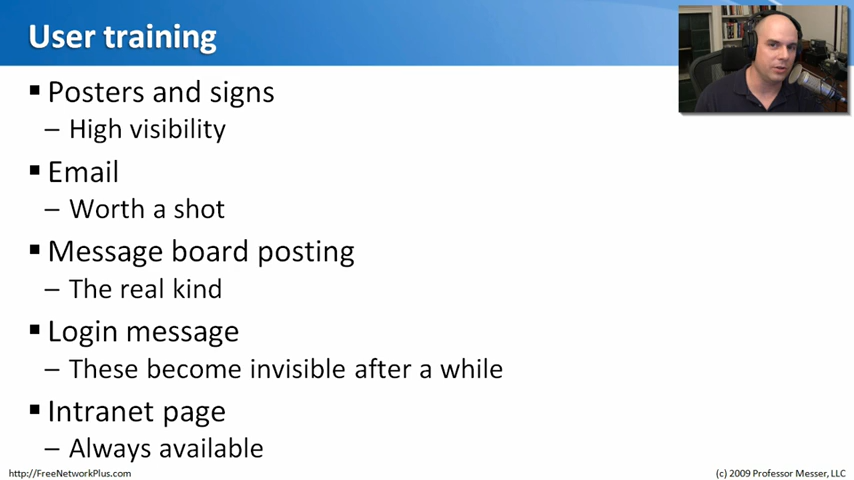 User training
▪ Posters and signs
– High visibility
▪ Email
– Worth a shot
▪ Message board posting
– The real kind
▪ Login message
– These become invisible after a while
▪ Intranet page
– Always available
http://FreeNetworkPlus.com
(c) 2009 Professor Messer, LLC